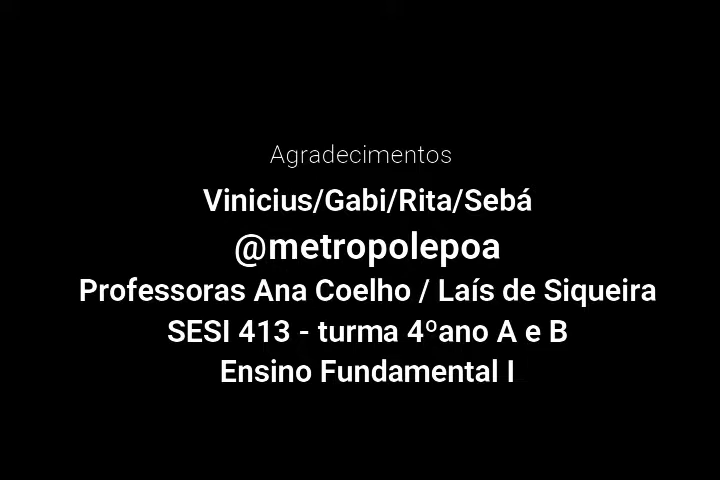 Agradecimentos
Vinicius/Gabi/Rita/Sebá
@metropolepoa
Professoras Ana Coelho / Laís de Siqueira
SESI 413 - turma 4ºano A e B
Ensino Fundamental I